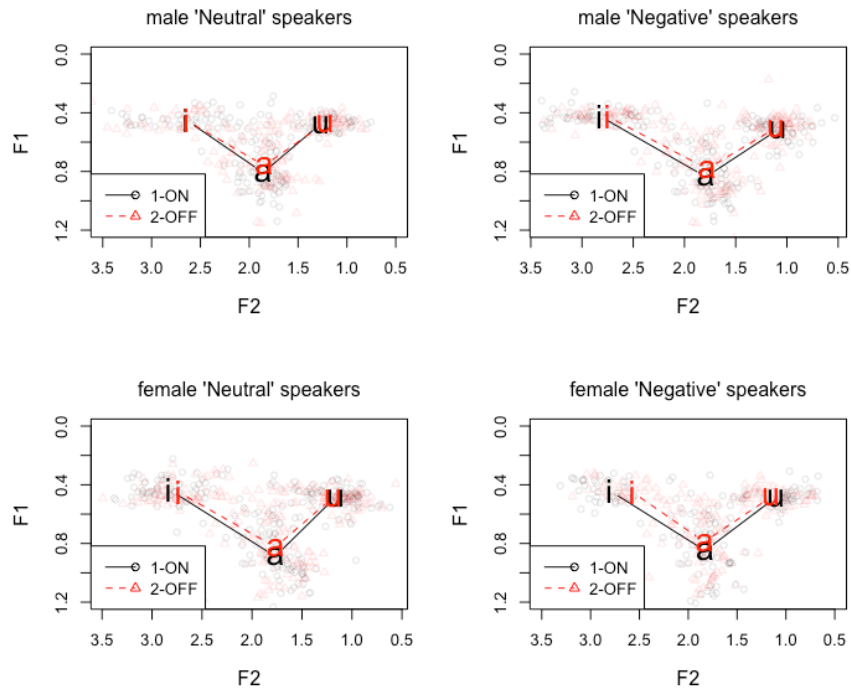 male 'Neutral' speakers
F1
0.0
0.4
0.8
1.2
i
a
u
i
a
u
1-ON
2-OFF
3.5 3.0 2.5 2.0 1.5 1.0 0.5
F2
male 'Negative' speakers
F1
0.0
0.4
0.8
1.2
i
a
u
i
a
u
1-ON
2-OFF
3.5 3.0 2.5 2.0 1.5 1.0 0.5
F2
female 'Neutral' speakers
F1
0.0
0.4
0.8
1.2
i
a
u
i
a
u
1-ON
2-OFF
3.5 3.0 2.5 2.0 1.5 1.0 0.5
F2
female 'Negative' speakers
F1
0.0
0.4
0.8
1.2
i
a
u
i
a
u
1-ON
2-OFF
3.5 3.0 2.5 2.0 1.5 1.0 0.5
F2